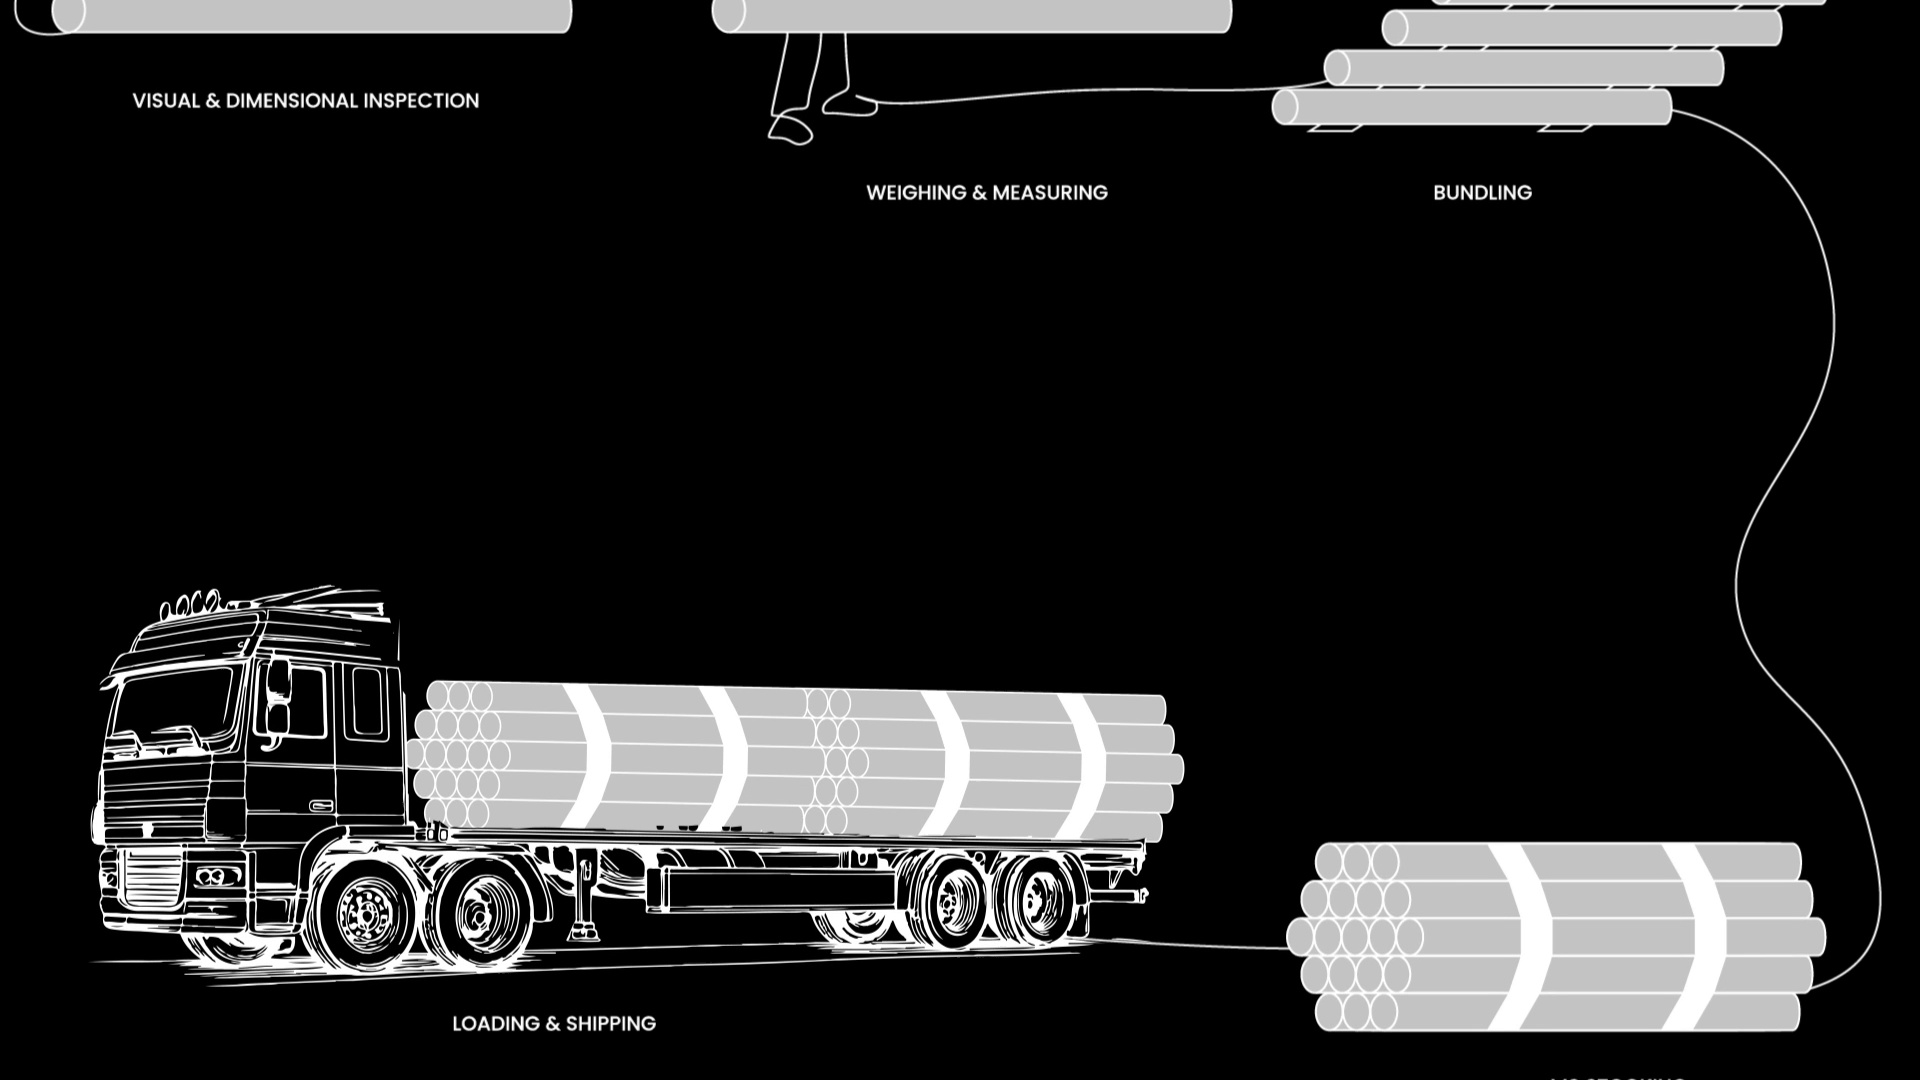 VISUAL & DIMENSIONAL INSPECTION
WEIGHING & MEASURING
BUNDLING
LOADING & SHIPPING